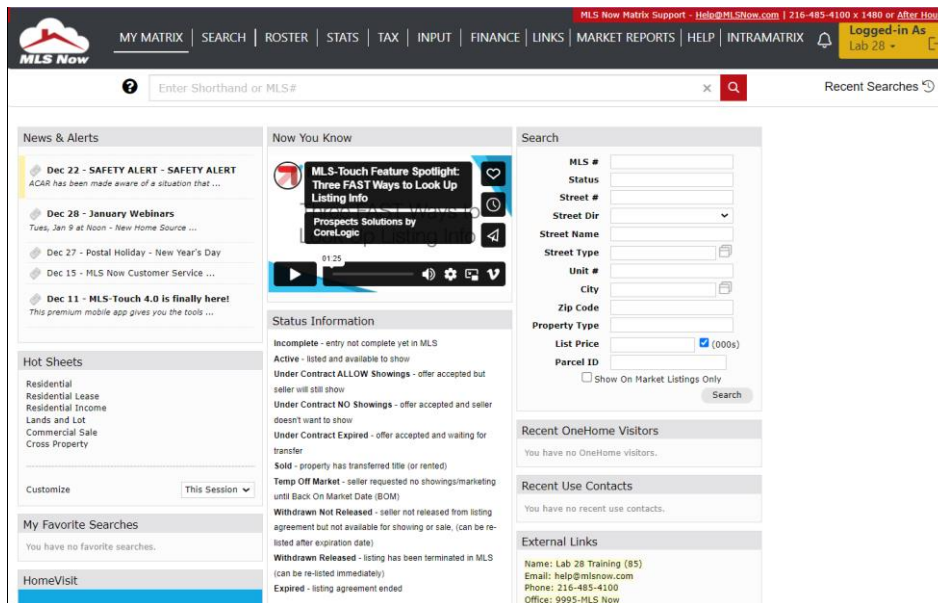 MLS Now Matrix Support - Help@MLSNow.com | 216-485-4100 x 1480 or After Hou
MLS Now
MY MATRIX | SEARCH | ROSTER | STATS | TAX | INPUT | FINANCE | LINKS | MARKET REPORTS | HELP | INTRAMATRIX
Logged-in As
Lab 28
Enter Shorthand or MLS#
Recent Searches
News & Alerts
Dec 22 - SAFETY ALERT - SAFETY ALERT
ACAR has been made aware of a situation that ...
Dec 28 - January Webinars
Tues, Jan 9 at Noon - New Home Source ...
Dec 27 - Postal Holiday - New Year's Day
Dec 15 - MLS Now Customer Service ...
Dec 11 - MLS-Touch 4.0 is finally here!
This premium mobile app gives you the tools ...
Hot Sheets
Residential
Residential Lease
Residential Income
Lands and Lot
Commercial Sale
Cross Property
Customize
This Session
My Favorite Searches
You have no favorite searches.
HomeVisit
Now You Know
MLS-Touch Feature Spotlight:
Three FAST Ways to Look Up
Listing Info
Three FAST Ways to
Look Up Listing Info
Prospects Solutions by
CoreLogic
01:25
Status Information
Incomplete - entry not complete yet in MLS
Active - listed and available to show
Under Contract ALLOW Showings - offer accepted but
seller will still show
Under Contract NO Showings - offer accepted and seller
doesn't want to show
Under Contract Expired - offer accepted and waiting for
transfer
Sold - property has transferred title (or rented)
Temp Off Market - seller requested no showings/marketing
until Back On Market Date (BOM)
Withdrawn Not Released - seller not released from listing
agreement but not available for showing or sale, (can be re-
listed after expiration date)
Withdrawn Released - listing has been terminated in MLS
(can be re-listed immediately)
Expired - listing agreement ended
Search
MLS #
Status
Street #
Street Dir
Street Name
Street Type
Unit #
City
Zip Code
Property Type
List Price (000s)
Parcel ID
Show On Market Listings Only
Search
Recent OneHome Visitors
You have no OneHome visitors.
Recent Use Contacts
You have no recent use contacts.
External Links
Name: Lab 28 Training (85)
Email: help@mlsnow.com
Phone: 216-485-4100
Office: 9995-MLS Now